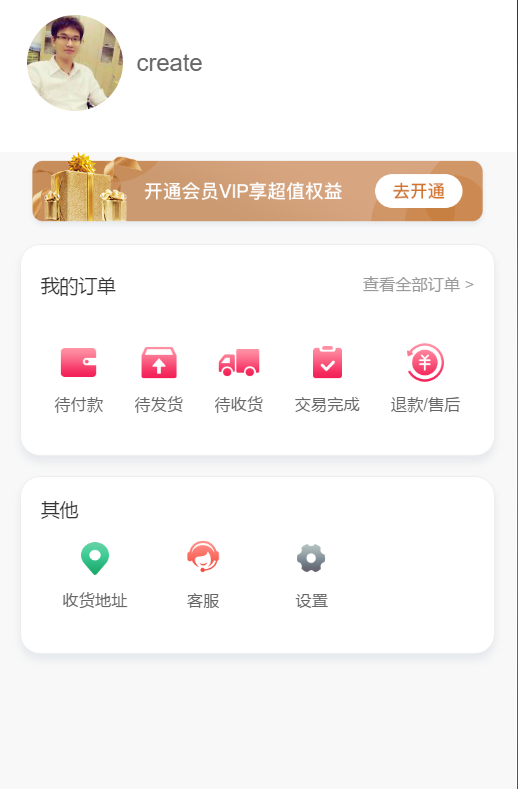 create
开通会员VIP享超值权益 去开通
我的订单 查看全部订单 >
待付款 待发货 待收货 交易完成 退款/售后
其他
收货地址 客服 设置